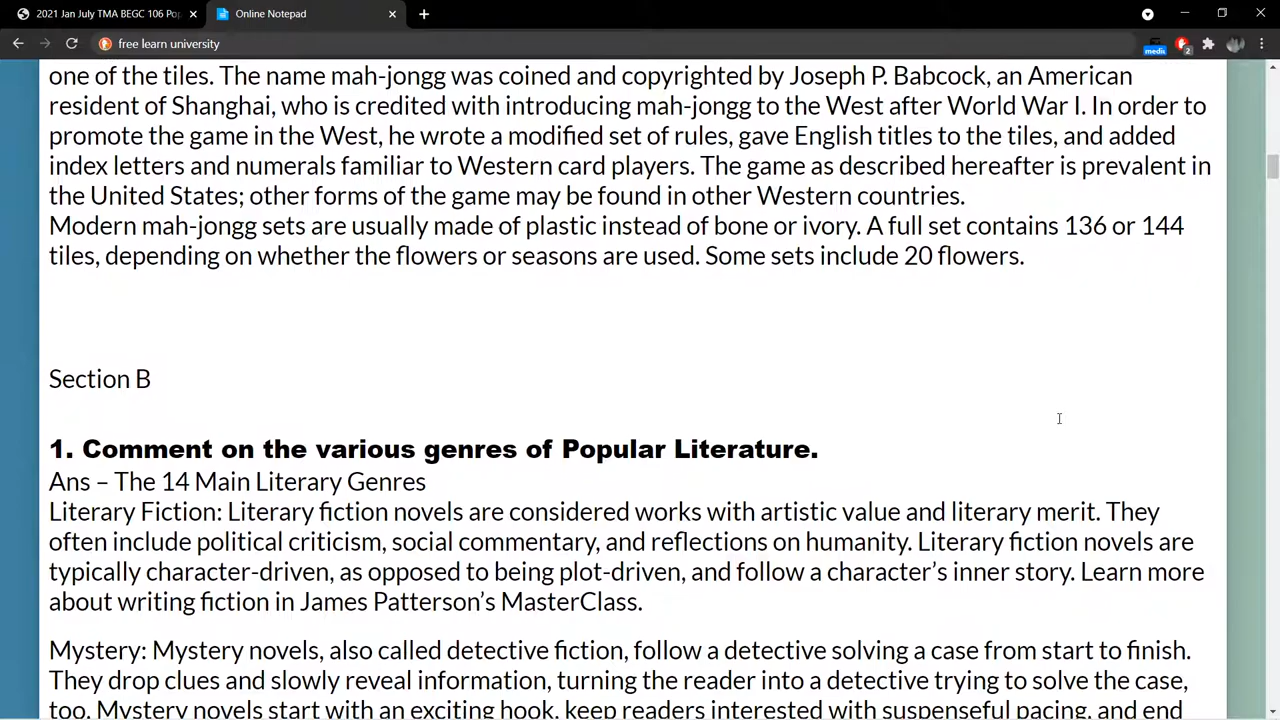 2021 Jan July TMA BEGC 106 Pop
Online Notepad
free learn university
medic
2
one of the tiles. The name mah-jongg was coined and copyrighted by Joseph P. Babcock, an American
resident of Shanghai, who is credited with introducing mah-jongg to the West after World War I. In order to
promote the game in the West, he wrote a modified set of rules, gave English titles to the tiles, and added
index letters and numerals familiar to Western card players. The game as described hereafter is prevalent in
the United States; other forms of the game may be found in other Western countries.
Modern mah-jongg sets are usually made of plastic instead of bone or ivory. A full set contains 136 or 144
tiles, depending on whether the flowers or seasons are used. Some sets include 20 flowers.
Section B
1. Comment on the various genres of Popular Literature.
Ans – The 14 Main Literary Genres
Literary Fiction: Literary fiction novels are considered works with artistic value and literary merit. They
often include political criticism, social commentary, and reflections on humanity. Literary fiction novels are
typically character-driven, as opposed to being plot-driven, and follow a character’s inner story. Learn more
about writing fiction in James Patterson’s MasterClass.
Mystery: Mystery novels, also called detective fiction, follow a detective solving a case from start to finish.
They drop clues and slowly reveal information, turning the reader into a detective trying to solve the case,
too. Mystery novels start with an exciting hook, keep readers interested with suspenseful pacing, and end